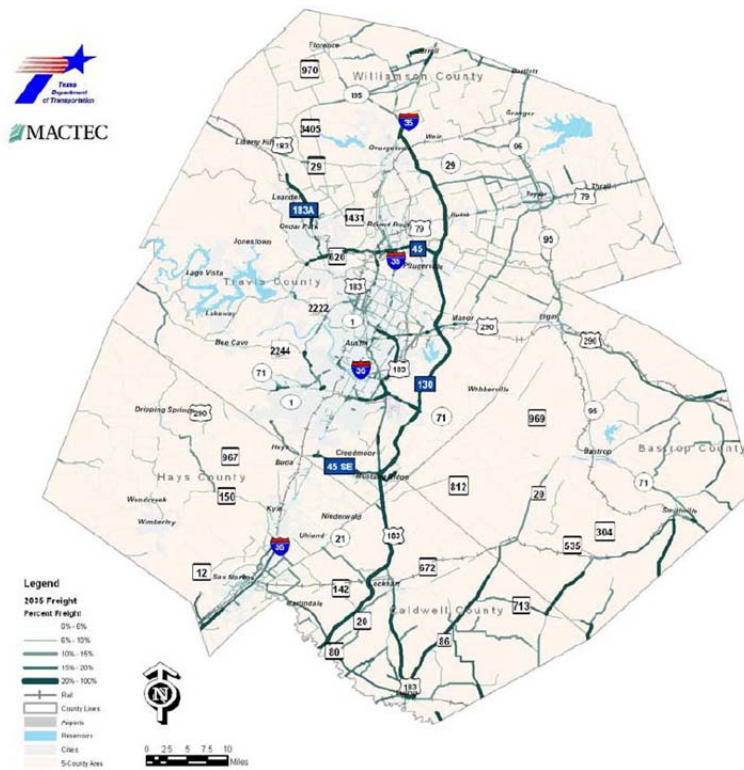 Texas
Department
of Transportation
MACTEC
Florence
Bartlett
970
Williamson County
195
Granger
35
3405
Weir
95
Liberty Hill
183
Georgetown
29
29
Thrall
Leander
Taylor
79
183A
1431
Hutto
Cedar Park
Round Rock
79
Jonestown
45
95
620
35
Pflugerville
Lago Vista
Travis County
183
2222
Lakeway
1
Manor
290
Elgin
Bee Cave
Austin
290
2244
71
35
183
130
Webberville
1
71
95
969
Dripping Springs
290
Bastrop
Bastrop County
Hays
Creedmoor
967
Buda
45 SE
Mustang Ridge
Hays County
812
71
150
29
Woodcreek
Kyle
Niederwald
Smithville
Wimberley
183
304
Uhland
21
535
35
12
672
San Marcos
142
Lockhart
713
Martindale
Caldwell County
20
86
80
183
Legend
2035 Freight
Percent Freight
0% - 6%
6% - 10%
10% - 15%
15% - 20%
20% - 100%
Rail
County Lines
Airports
Reservoirs
Cities
5-County Area
N
0 2.5 5 7.5 10
Miles